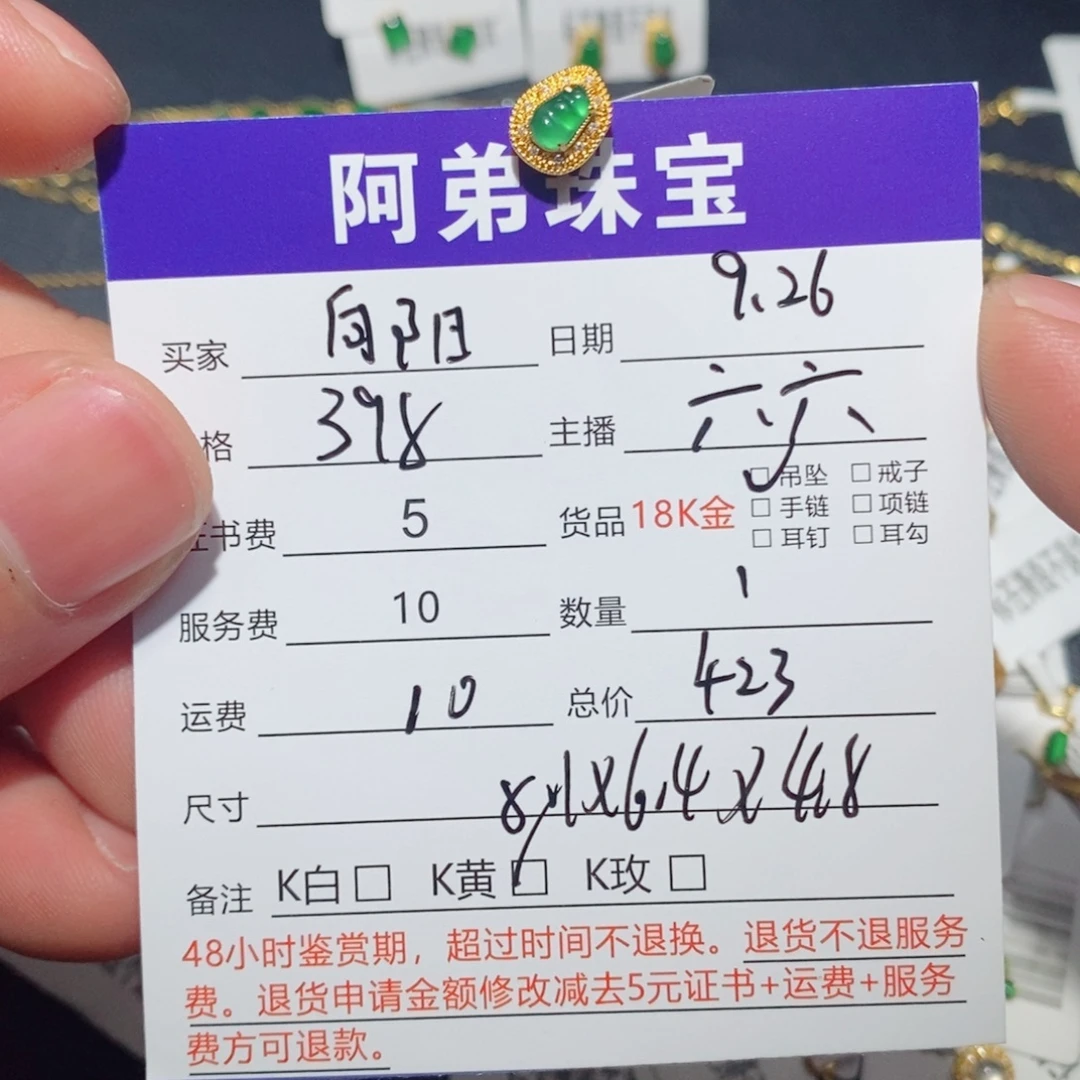 阿弟珠宝
买家 向阳 日期 9.26
格 398 主播 六六
证书费 5 货品 18K金 ☐吊坠 ☐戒子
☐手链 ☐项链
☐耳钉 ☐耳勾
服务费 10 数量 1
运费 10 总价 423
尺寸 8.1x6.4x4.8
备注 K白☐ K黄☑ K玫☐
48小时鉴赏期，超过时间不退换。退货不退服务
费。退货申请金额修改减去5元证书+运费+服务
费方可退款。